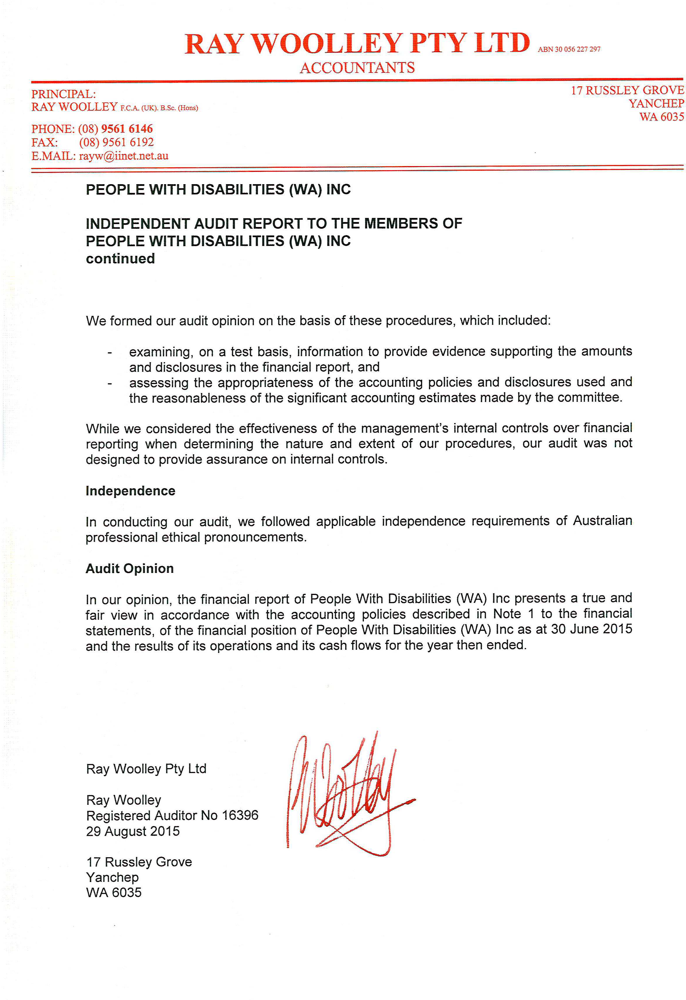 RAY WOOLLEY PTY LTD ABN 30 056 227 297
ACCOUNTANTS
PRINCIPAL:
RAY WOOLLEY F.C.A. (UK). B.Sc. (Hons)
PHONE: (08) 9561 6146
FAX: (08) 9561 6192
E.MAIL: rayw@iinet.net.au
17 RUSSLEY GROVE
YANCHEP
WA 6035
PEOPLE WITH DISABILITIES (WA) INC
INDEPENDENT AUDIT REPORT TO THE MEMBERS OF
PEOPLE WITH DISABILITIES (WA) INC
continued
We formed our audit opinion on the basis of these procedures, which included:
- examining, on a test basis, information to provide evidence supporting the amounts
and disclosures in the financial report, and
- assessing the appropriateness of the accounting policies and disclosures used and
the reasonableness of the significant accounting estimates made by the committee.
While we considered the effectiveness of the management's internal controls over financial
reporting when determining the nature and extent of our procedures, our audit was not
designed to provide assurance on internal controls.
Independence
In conducting our audit, we followed applicable independence requirements of Australian
professional ethical pronouncements.
Audit Opinion
In our opinion, the financial report of People With Disabilities (WA) Inc presents a true and
fair view in accordance with the accounting policies described in Note 1 to the financial
statements, of the financial position of People With Disabilities (WA) Inc as at 30 June 2015
and the results of its operations and its cash flows for the year then ended.
Ray Woolley Pty Ltd
Ray Woolley
Registered Auditor No 16396
29 August 2015
17 Russley Grove
Yanchep
WA 6035